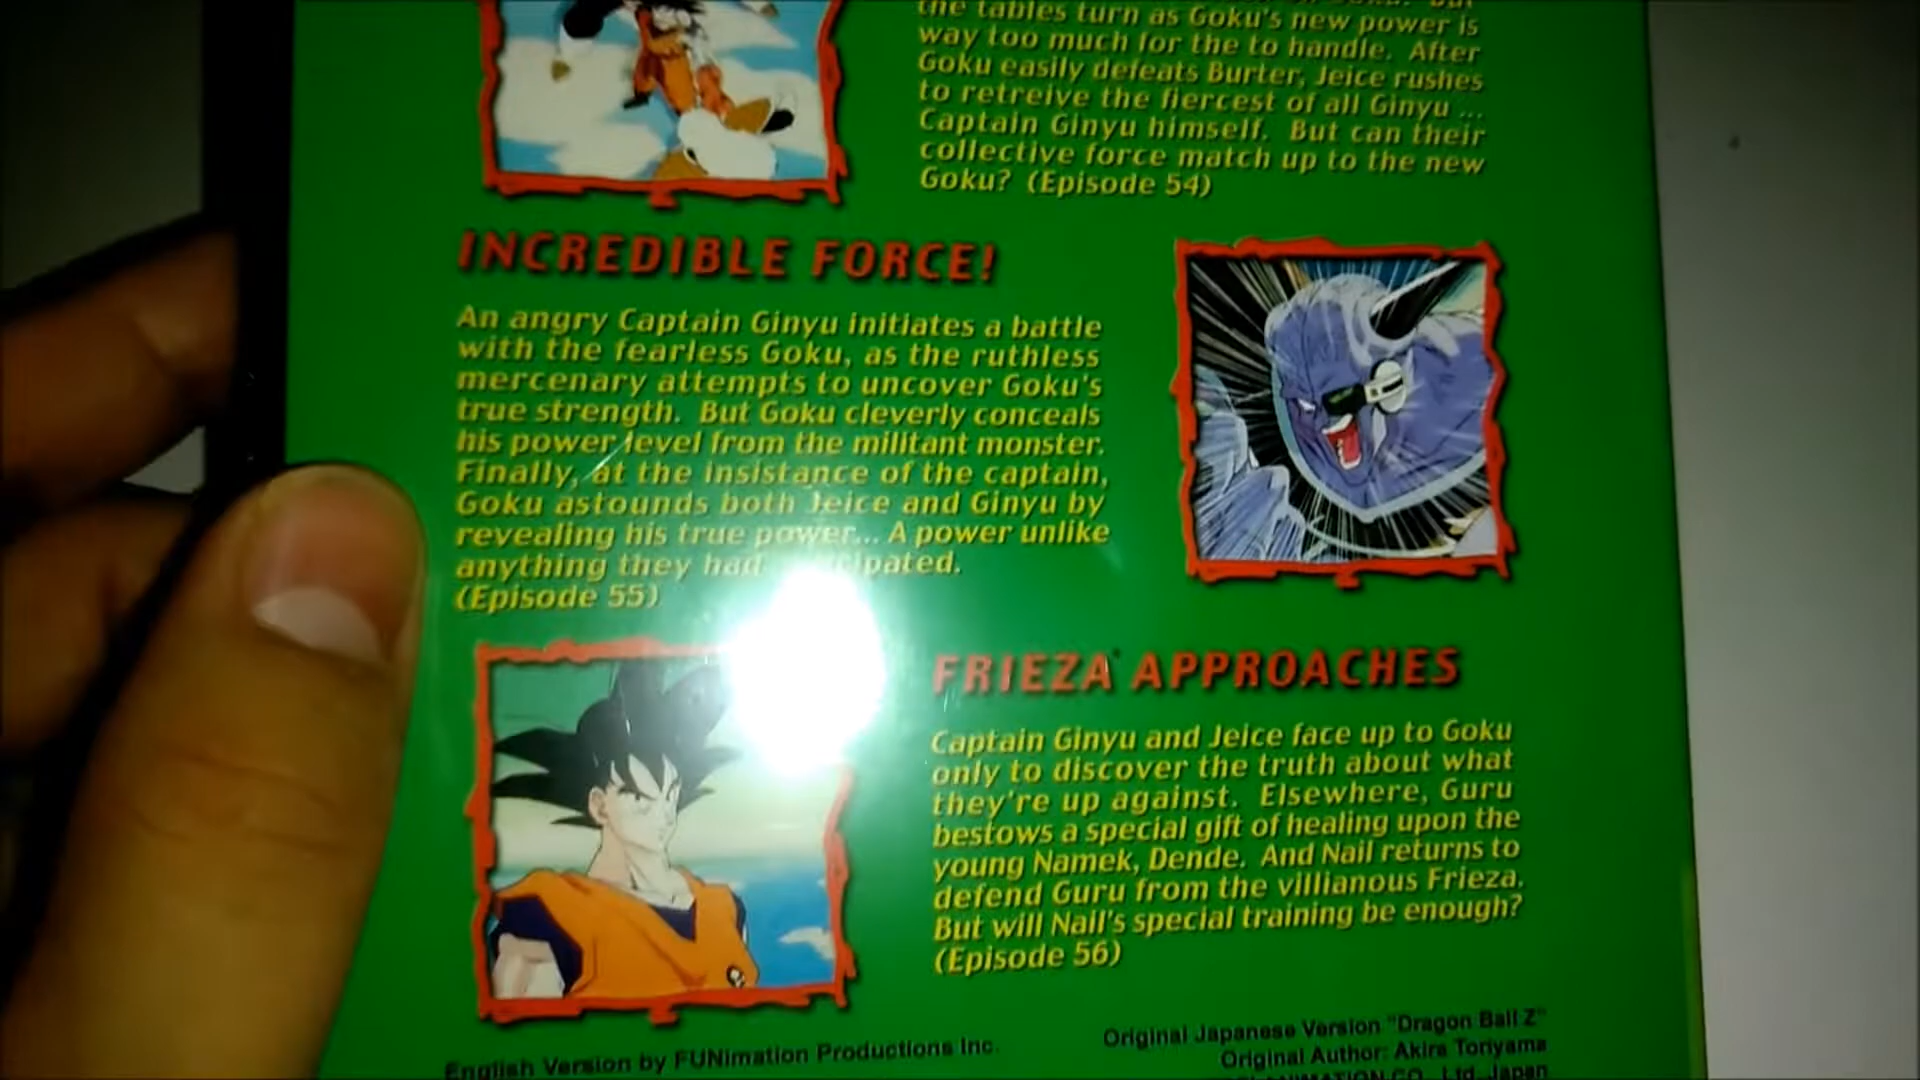 the tables turn as Goku's new power is
way too much for the to handle. After
Goku easily defeats Burter, Jeice rushes
to retreive the fiercest of all Ginyu ...
Captain Ginyu himself. But can their
collective force match up to the new
Goku? (Episode 54)
INCREDIBLE FORCE!
An angry Captain Ginyu initiates a battle
with the fearless Goku, as the ruthless
mercenary attempts to uncover Goku's
true strength. But Goku cleverly conceals
his power level from the militant monster.
Finally, at the insistance of the captain,
Goku astounds both Jeice and Ginyu by
revealing his true power... A power unlike
anything they had
(Episode 55)
FRIEZA APPROACHES
Captain Ginyu and Jeice face up to Goku
only to discover the truth about what
they're up against. Elsewhere, Guru
bestows a special gift of healing upon the
young Namek, Dende. And Nail returns to
defend Guru from the villianous Frieza.
But will Nail's special training be enough?
(Episode 56)
English Version by FUNimation Productions Inc.
Original Japanese Version "Dragon Ball Z"
Original Author: Akira Toriyama
ANIMATION CO., Ltd. Japan